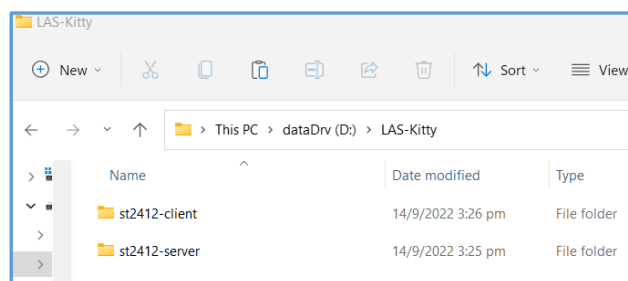 LAS-Kitty
New Sort View
This PC > dataDrv (D:) > LAS-Kitty
Name Date modified Type
st2412-client 14/9/2022 3:26 pm File folder
st2412-server 14/9/2022 3:25 pm File folder